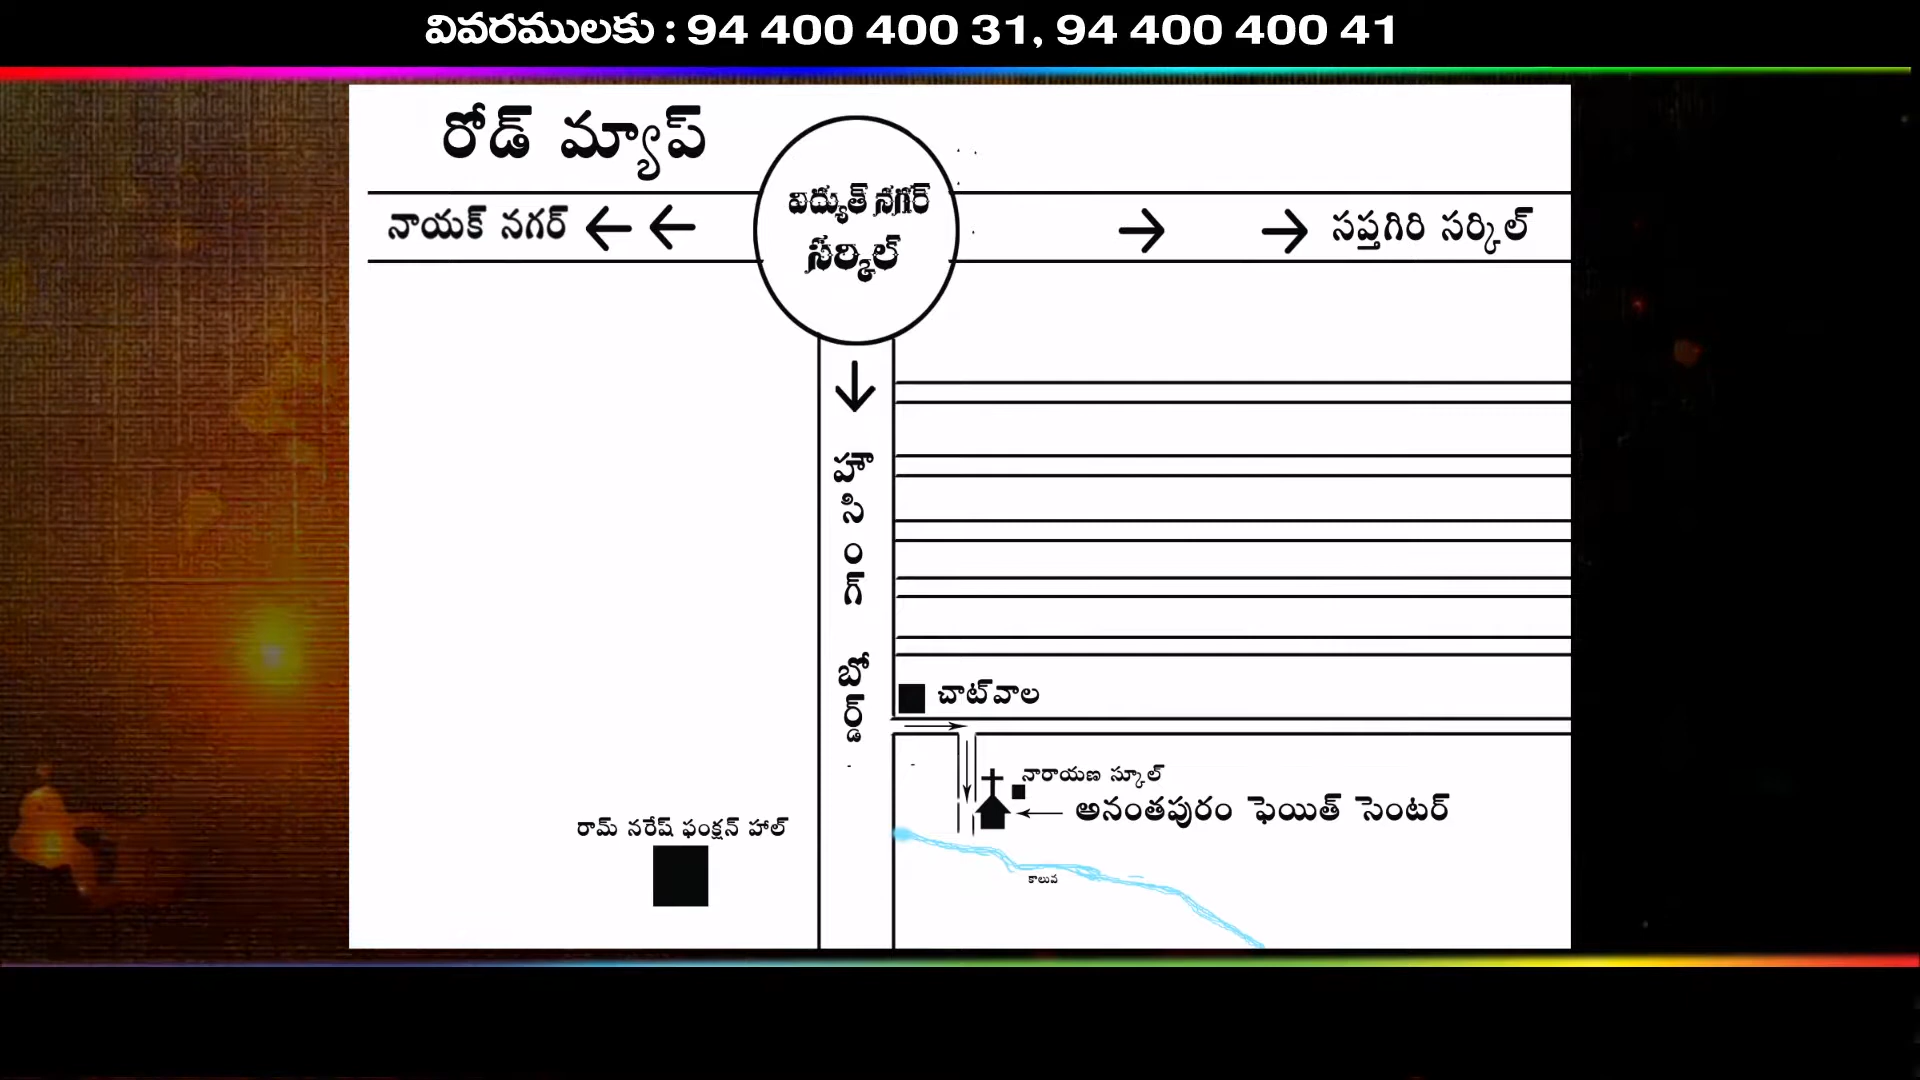 వివరములకు : 94 400 400 31, 94 400 400 41
రోడ్ మ్యాప్
విద్యుత్ నగర్
సర్కిల్
నాయక్ నగర్
సప్తగిరి సర్కిల్
హౌసింగ్ బోర్డ్
చాట్‌వాల
నారాయణ స్కూల్
అనంతపురం ఫెయిత్ సెంటర్
రామ్ నరేష్ ఫంక్షన్ హాల్
కాలువ